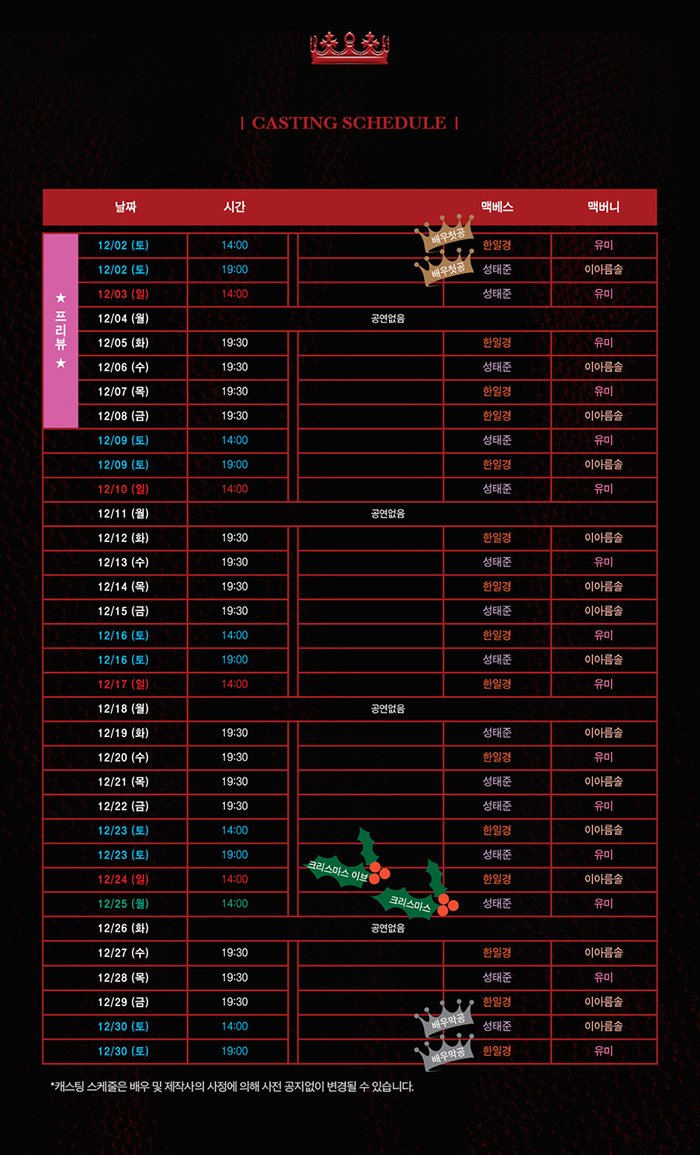 | CASTING SCHEDULE |
날짜 시간 맥베스 맥버니
★ 프리뷰 ★
12/02 (토) 14:00 배우첫공 한일경 유미
12/02 (토) 19:00 배우첫공 성태준 이아름솔
12/03 (일) 14:00 성태준 유미
12/04 (월) 공연없음
12/05 (화) 19:30 한일경 유미
12/06 (수) 19:30 성태준 이아름솔
12/07 (목) 19:30 한일경 유미
12/08 (금) 19:30 한일경 이아름솔
12/09 (토) 14:00 성태준 유미
12/09 (토) 19:00 한일경 이아름솔
12/10 (일) 14:00 성태준 유미
12/11 (월) 공연없음
12/12 (화) 19:30 한일경 이아름솔
12/13 (수) 19:30 성태준 유미
12/14 (목) 19:30 한일경 이아름솔
12/15 (금) 19:30 성태준 이아름솔
12/16 (토) 14:00 한일경 유미
12/16 (토) 19:00 성태준 이아름솔
12/17 (일) 14:00 한일경 유미
12/18 (월) 공연없음
12/19 (화) 19:30 성태준 이아름솔
12/20 (수) 19:30 한일경 유미
12/21 (목) 19:30 성태준 이아름솔
12/22 (금) 19:30 성태준 유미
12/23 (토) 14:00 한일경 이아름솔
12/23 (토) 19:00 성태준 유미
12/24 (일) 14:00 크리스마스 이브 한일경 이아름솔
12/25 (월) 14:00 크리스마스 성태준 유미
12/26 (화) 공연없음
12/27 (수) 19:30 한일경 이아름솔
12/28 (목) 19:30 성태준 유미
12/29 (금) 19:30 한일경 이아름솔
12/30 (토) 14:00 배우막공 성태준 이아름솔
12/30 (토) 19:00 배우막공 한일경 유미
*캐스팅 스케줄은 배우 및 제작사의 사정에 의해 사전 공지없이 변경될 수 있습니다.